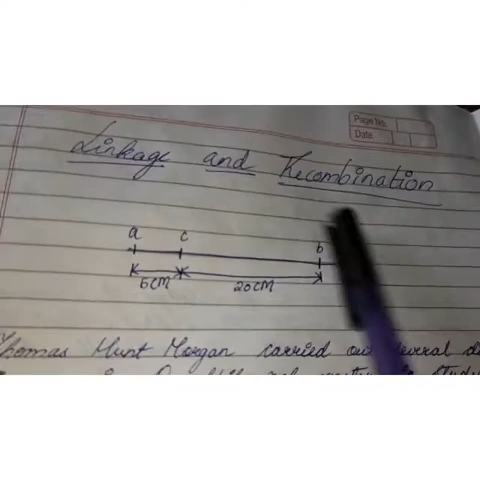 Page No.
Date
Linkage and Recombination
a c b
5CM 20CM
Thomas Hunt Morgan carried out several